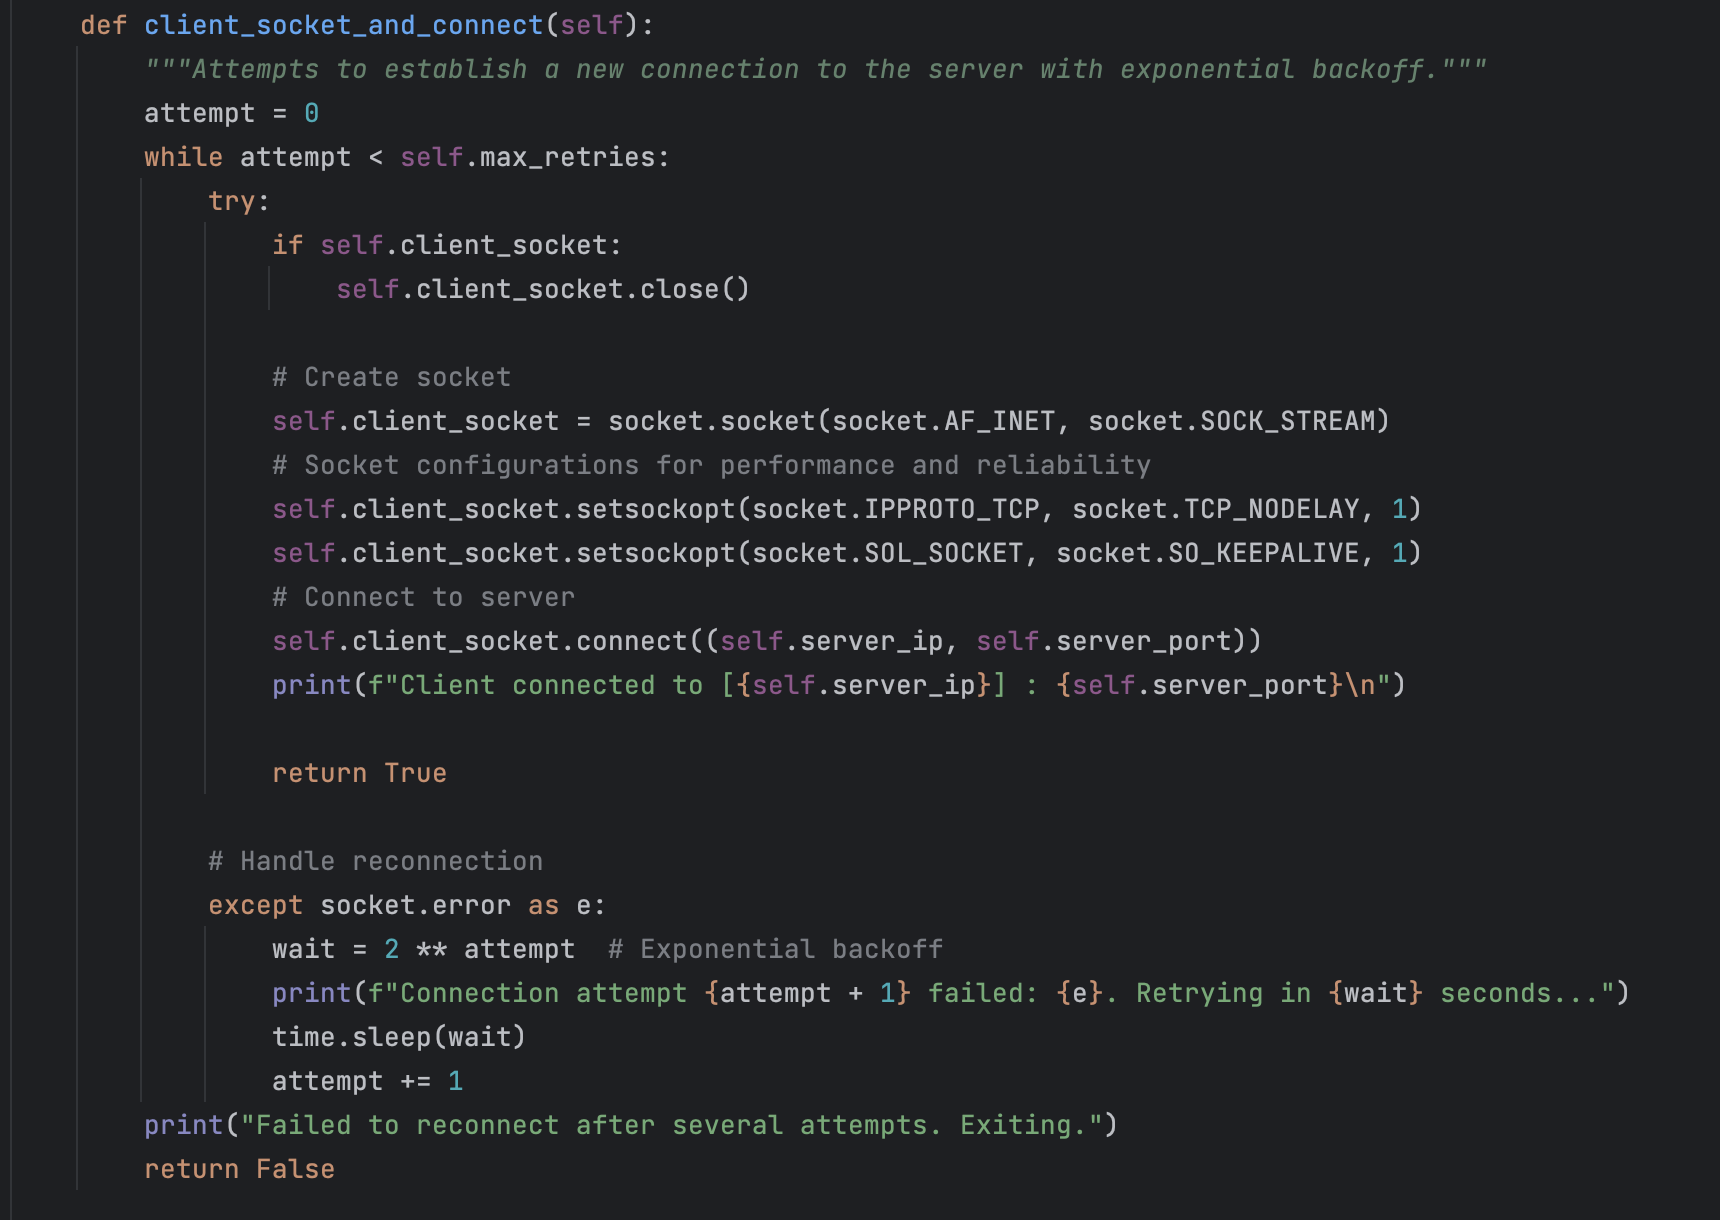 def client_socket_and_connect(self):
    """Attempts to establish a new connection to the server with exponential backoff."""
    attempt = 0
    while attempt < self.max_retries:
        try:
            if self.client_socket:
                self.client_socket.close()

            # Create socket
            self.client_socket = socket.socket(socket.AF_INET, socket.SOCK_STREAM)
            # Socket configurations for performance and reliability
            self.client_socket.setsockopt(socket.IPPROTO_TCP, socket.TCP_NODELAY, 1)
            self.client_socket.setsockopt(socket.SOL_SOCKET, socket.SO_KEEPALIVE, 1)
            # Connect to server
            self.client_socket.connect((self.server_ip, self.server_port))
            print(f"Client connected to [{self.server_ip}] : {self.server_port}\n")

            return True

        # Handle reconnection
        except socket.error as e:
            wait = 2 ** attempt  # Exponential backoff
            print(f"Connection attempt {attempt + 1} failed: {e}. Retrying in {wait} seconds...")
            time.sleep(wait)
            attempt += 1
    print("Failed to reconnect after several attempts. Exiting.")
    return False